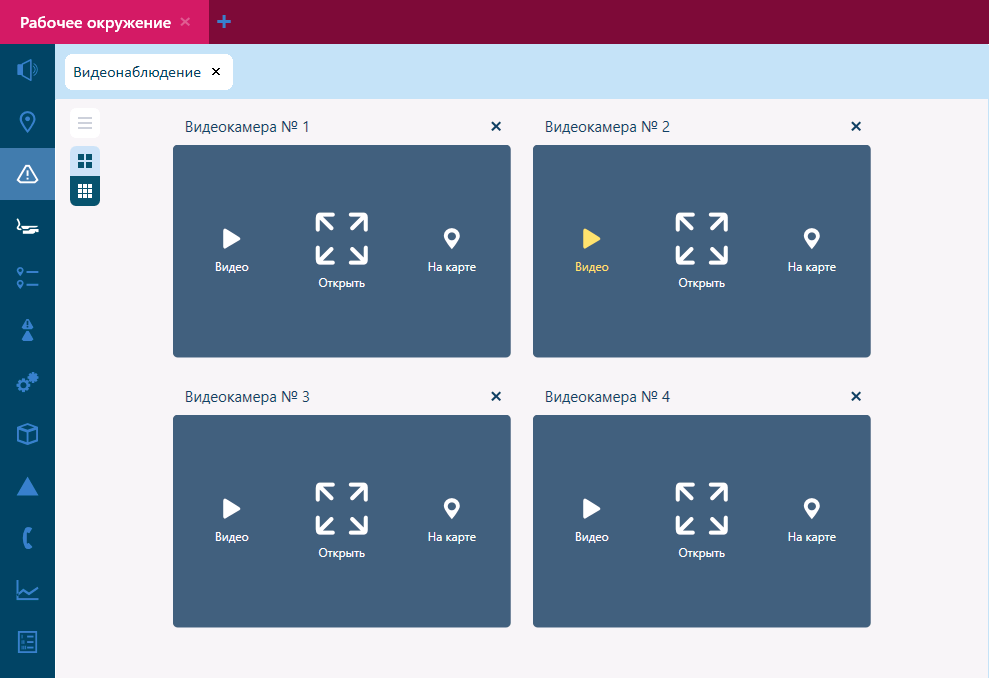 Рабочее окружение
Видеонаблюдение
Видеокамера № 1
Видеокамера № 2
Видео
Открыть
На карте
Видео
Открыть
На карте
Видеокамера № 3
Видеокамера № 4
Видео
Открыть
На карте
Видео
Открыть
На карте